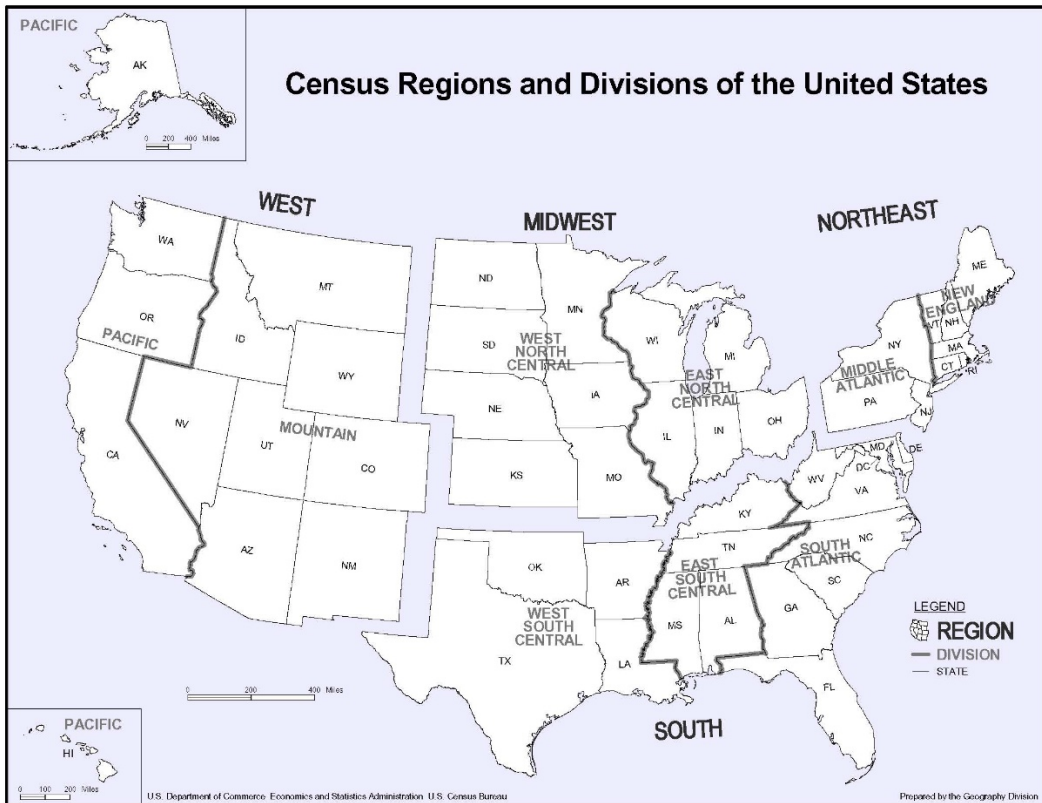 PACIFIC
AK
0 200 400 Miles
Census Regions and Divisions of the United States
WEST
MIDWEST
NORTHEAST
WA
MT
OR
PACIFIC
ID
WY
NV
UT
MOUNTAIN
CO
CA
AZ
NM
ND
MN
SD
WEST
NORTH
CENTRAL
NE
IA
KS
MO
WI
MI
EAST
NORTH
CENTRAL
IL
IN
OH
ME
NEW
ENGLAND
VT
NH
NY
MA
CT
RI
MIDDLE
ATLANTIC
PA
NJ
MD
DE
DC
WV
VA
KY
TN
NC
SOUTH
ATLANTIC
SC
EAST
SOUTH
CENTRAL
MS
AL
GA
FL
OK
AR
WEST
SOUTH
CENTRAL
TX
LA
SOUTH
LEGEND
REGION
DIVISION
STATE
0 200 400 Miles
PACIFIC
HI
0 100 200 Miles
U.S. Department of Commerce Economics and Statistics Administration U.S. Census Bureau
Prepared by the Geography Division